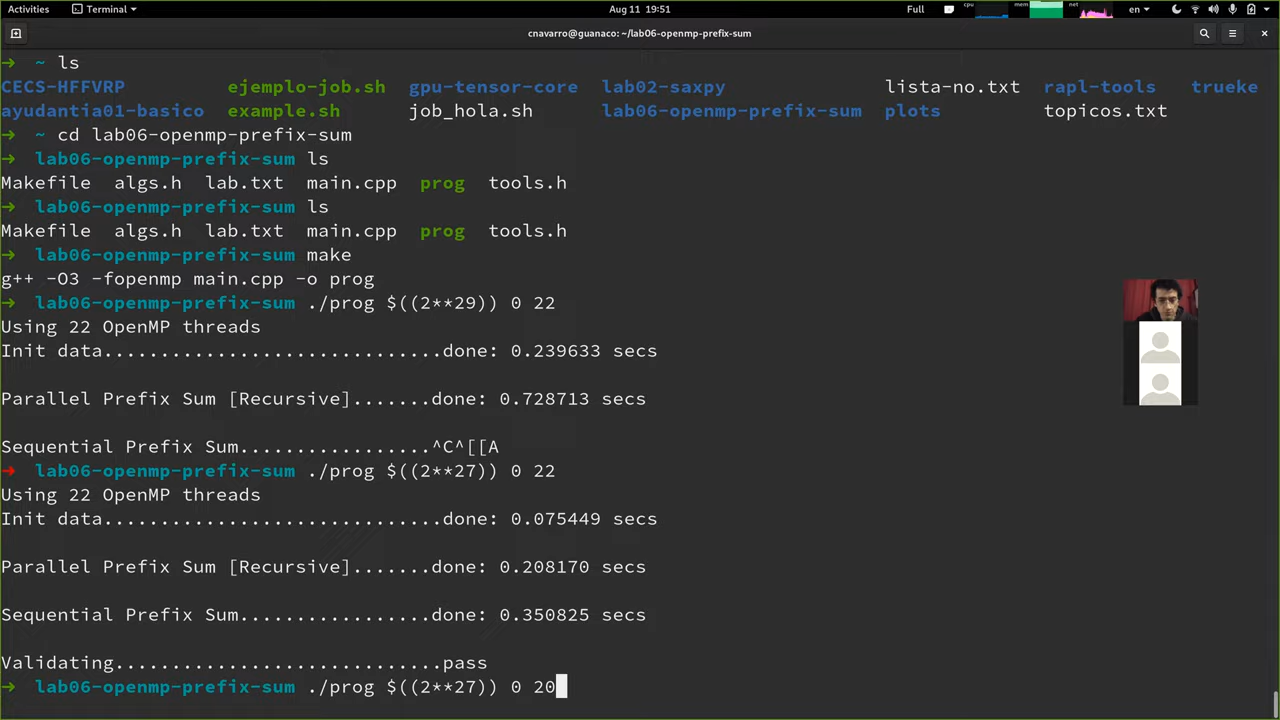 Activities Terminal Aug 11 19:51 Full cpu mem net en
cnavarro@guanaco: ~/lab06-openmp-prefix-sum
→ ~ ls
CECS-HFFVRP ejemplo-job.sh gpu-tensor-core lab02-saxpy lista-no.txt rapl-tools trueke
ayudantia01-basico example.sh job_hola.sh lab06-openmp-prefix-sum plots topicos.txt
→ ~ cd lab06-openmp-prefix-sum
→ lab06-openmp-prefix-sum ls
Makefile algs.h lab.txt main.cpp prog tools.h
→ lab06-openmp-prefix-sum ls
Makefile algs.h lab.txt main.cpp prog tools.h
→ lab06-openmp-prefix-sum make
g++ -O3 -fopenmp main.cpp -o prog
→ lab06-openmp-prefix-sum ./prog $((2**29)) 0 22
Using 22 OpenMP threads
Init data..............................done: 0.239633 secs
Parallel Prefix Sum [Recursive].......done: 0.728713 secs
Sequential Prefix Sum.................^C^[[A
→ lab06-openmp-prefix-sum ./prog $((2**27)) 0 22
Using 22 OpenMP threads
Init data..............................done: 0.075449 secs
Parallel Prefix Sum [Recursive].......done: 0.208170 secs
Sequential Prefix Sum.................done: 0.350825 secs
Validating.............................pass
→ lab06-openmp-prefix-sum ./prog $((2**27)) 0 20